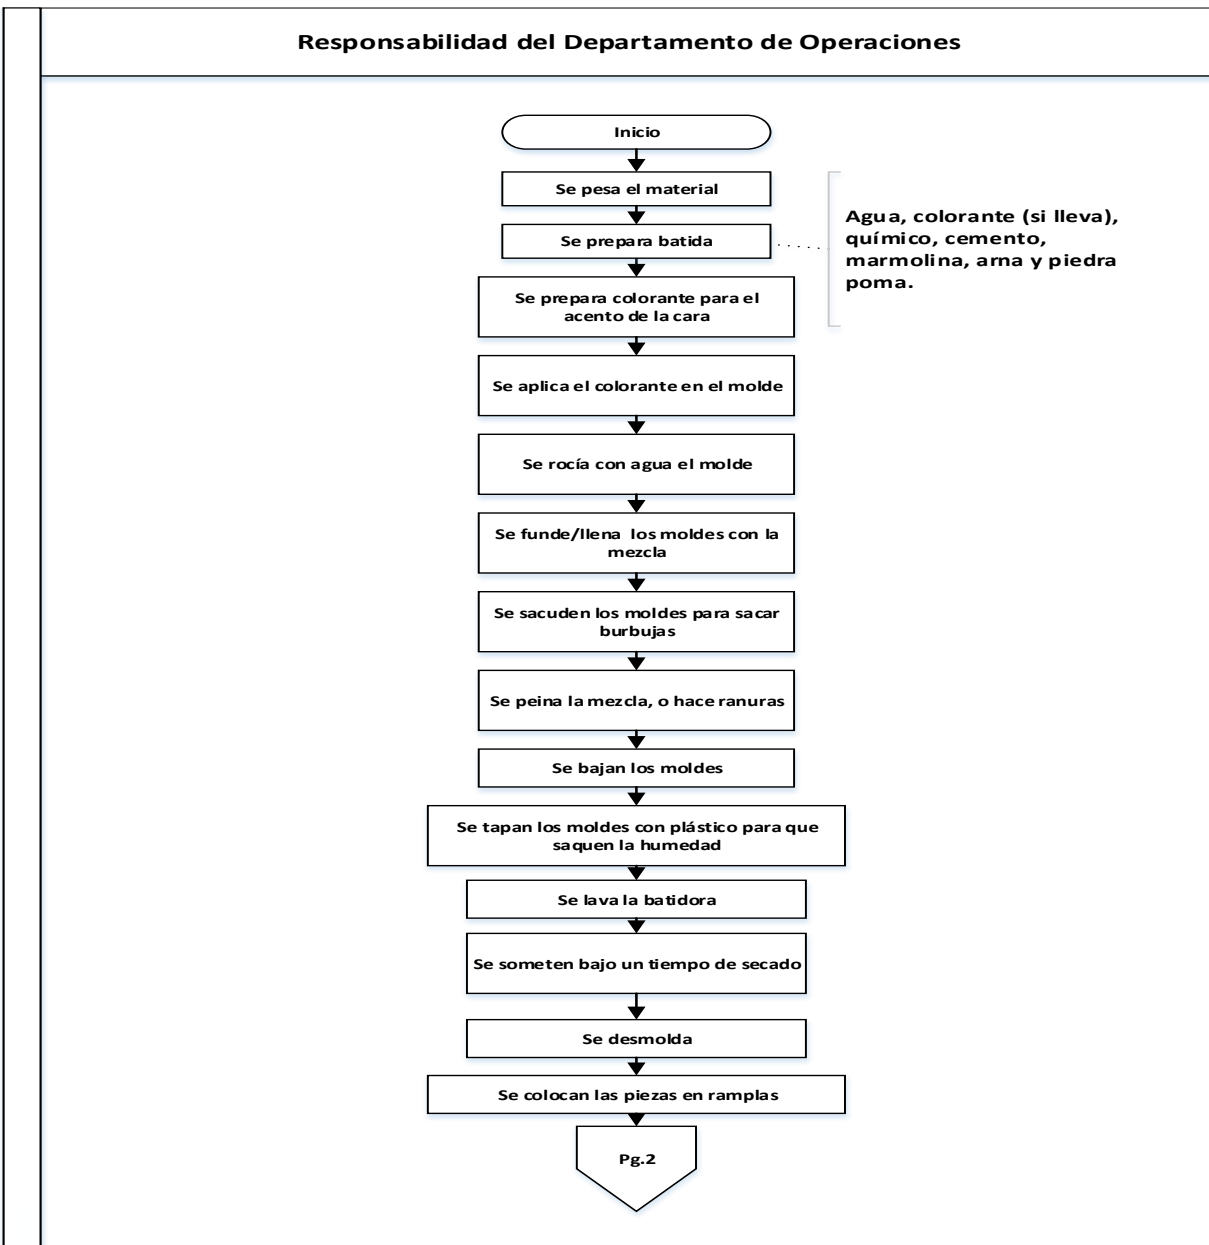 Responsabilidad del Departamento de Operaciones
Inicio
Se pesa el material
Se prepara batida
Agua, colorante (si lleva),
químico, cemento,
marmolina, arna y piedra
poma.
Se prepara colorante para el
acento de la cara
Se aplica el colorante en el molde
Se rocía con agua el molde
Se funde/llena los moldes con la
mezcla
Se sacuden los moldes para sacar
burbujas
Se peina la mezcla, o hace ranuras
Se bajan los moldes
Se tapan los moldes con plástico para que
saquen la humedad
Se lava la batidora
Se someten bajo un tiempo de secado
Se desmolda
Se colocan las piezas en ramplas
Pg.2